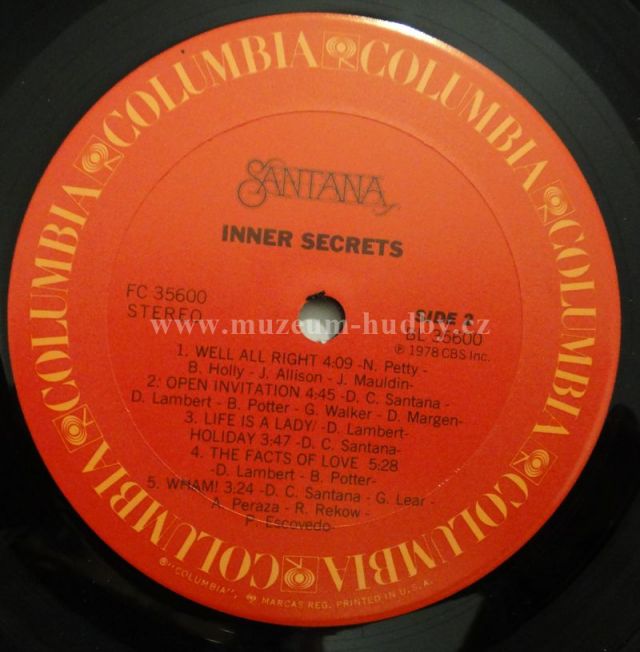 COLUMBIA COLUMBIA COLUMBIA COLUMBIA COLUMBIA COLUMBIA COLUMBIA COLUMBIA
SANTANA
INNER SECRETS
FC 35600
STEREO
SIDE 2
BL 35600
℗ 1978 CBS Inc.
www.muzeum-hudby.cz
1. WELL ALL RIGHT 4:09 -N. Petty -
B. Holly - J. Allison - J. Mauldin-
2. OPEN INVITATION 4:45 -D. C. Santana -
D. Lambert - B. Potter - G. Walker - D. Margen-
3. LIFE IS A LADY/ -D. Lambert-
HOLIDAY 3:47 -D. C. Santana-
4. THE FACTS OF LOVE 5:28
-D. Lambert - B. Potter-
5. WHAM! 3:24 -D. C. Santana - G. Lear -
A. Peraza - R. Rekow -
P. Escovedo-
® "COLUMBIA", MARCAS REG. PRINTED IN U.S.A.